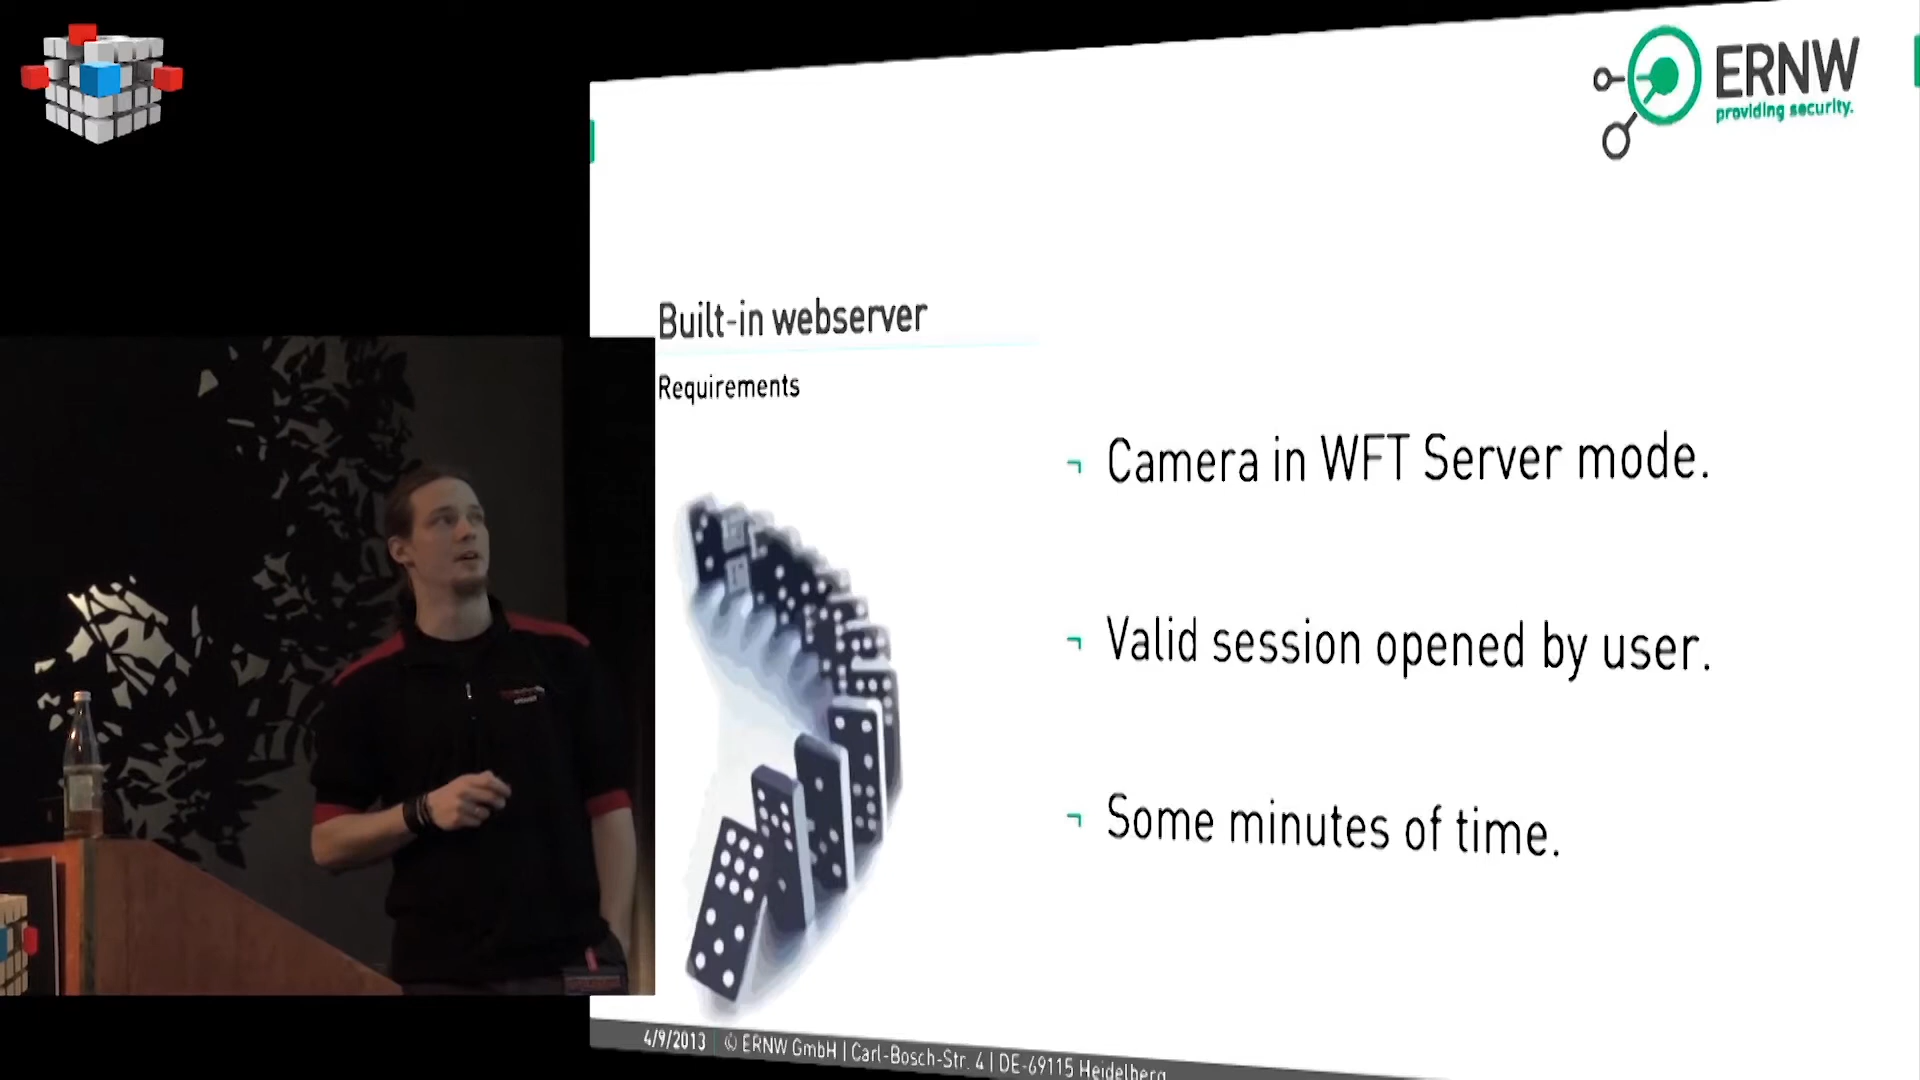 ERNW
providing security.
Built-in webserver
Requirements
¬ Camera in WFT Server mode.
¬ Valid session opened by user.
¬ Some minutes of time.
4/9/2013 | © ERNW GmbH | Carl-Bosch-Str. 4 | DE-69115 Heidelberg